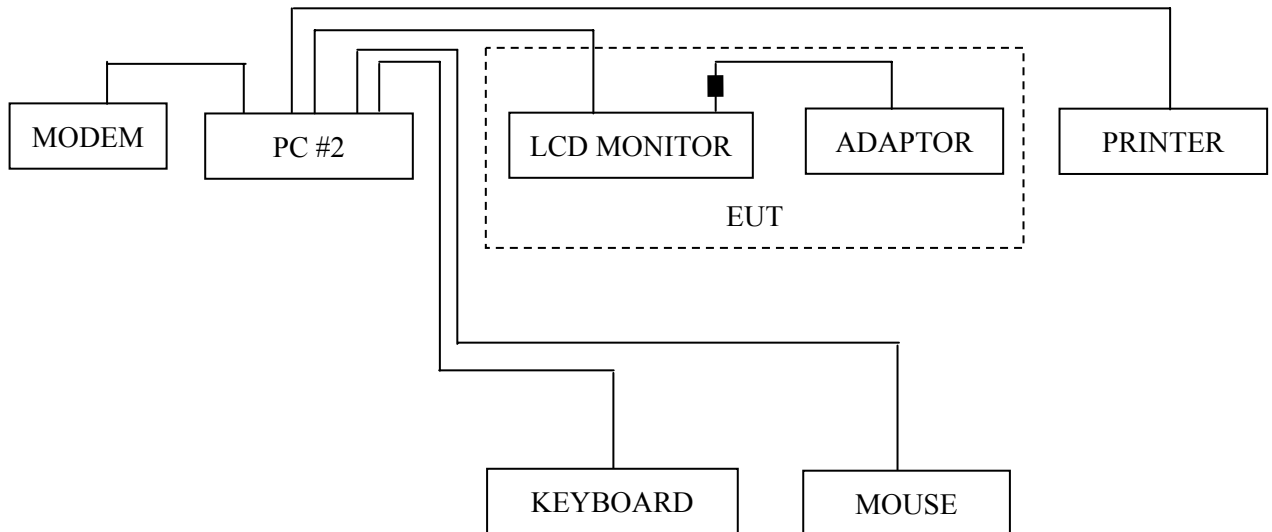 MODEM
PC #2
LCD MONITOR
ADAPTOR
PRINTER
EUT
KEYBOARD
MOUSE